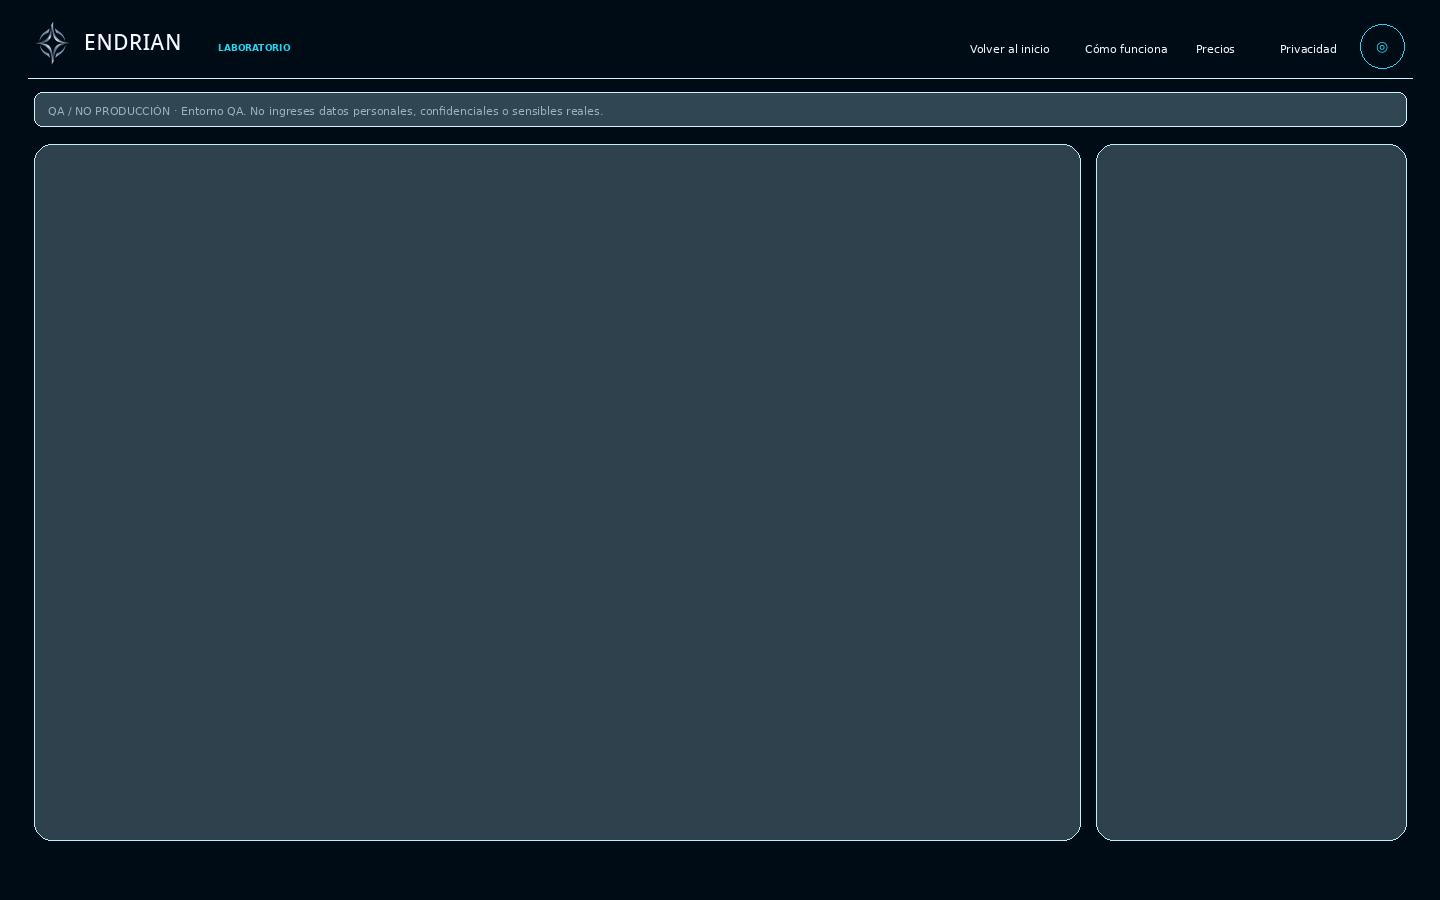 ENDRIAN
LABORATORIO
Volver al inicio
Cómo funciona
Precios
Privacidad
QA / NO PRODUCCIÓN · Entorno QA. No ingreses datos personales, confidenciales o sensibles reales.